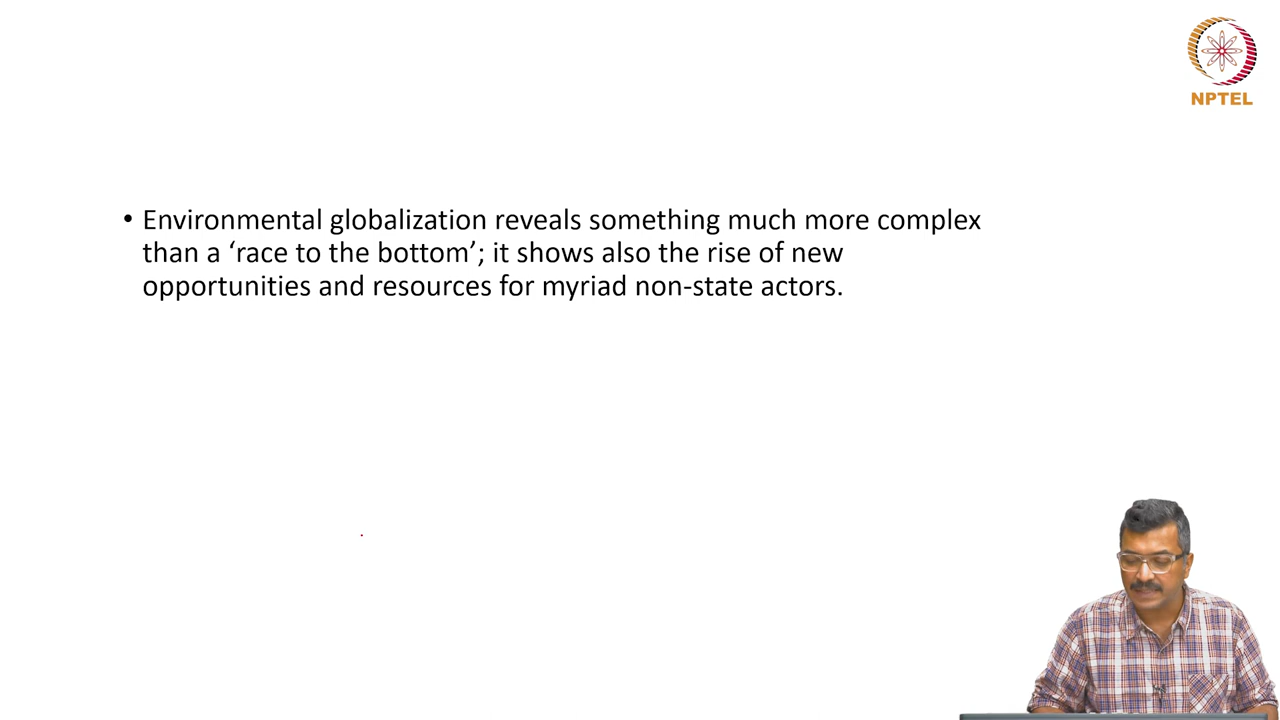 NPTEL
• Environmental globalization reveals something much more complex
than a ‘race to the bottom’; it shows also the rise of new
opportunities and resources for myriad non-state actors.